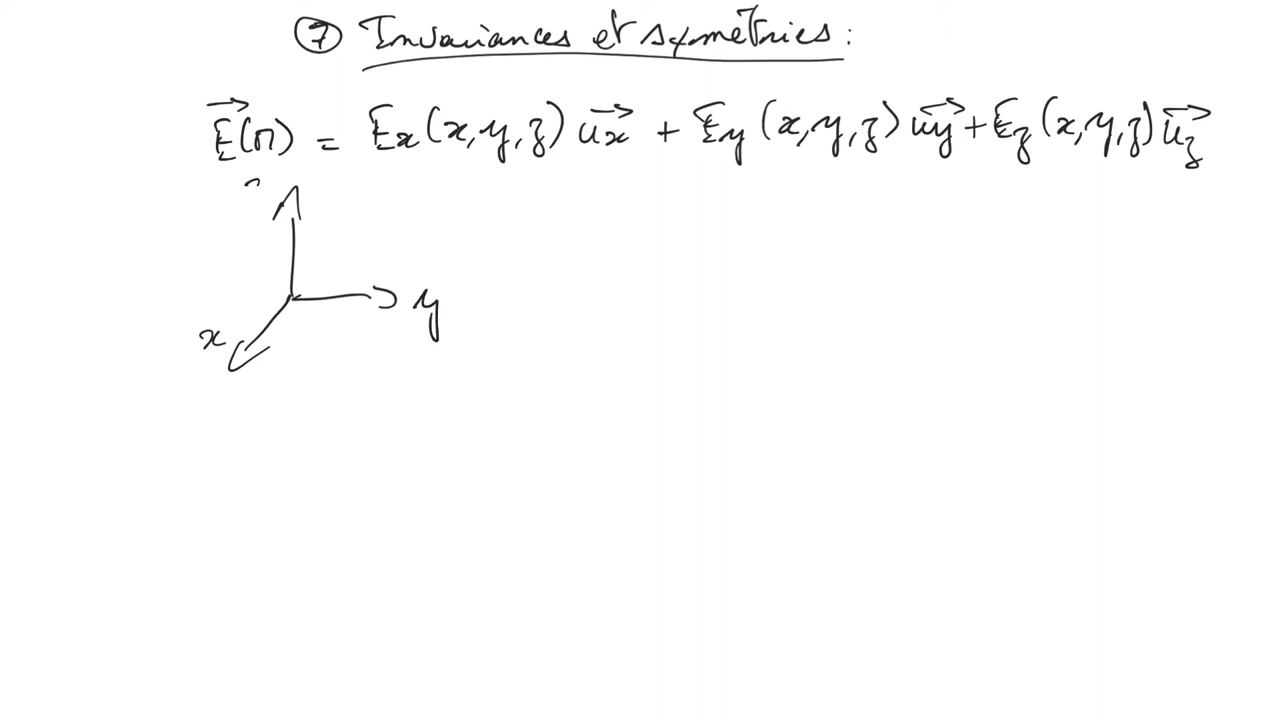 7 Invariances et symétries :
E(M) = Ex(x,y,z) ux + Ey(x,y,z) uy + Ez(x,y,z) uz
y
x